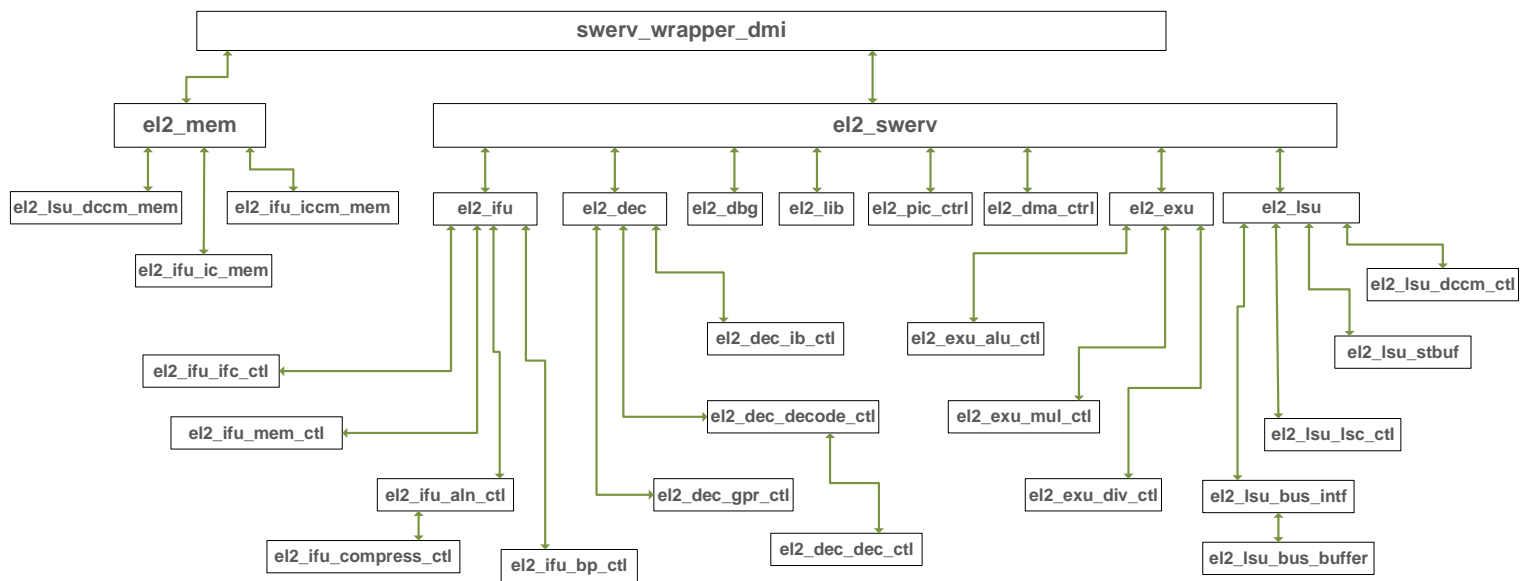 swerv_wrapper_dmi
el2_mem
el2_swerv
el2_lsu_dccm_mem
el2_ifu_iccm_mem
el2_ifu
el2_dec
el2_dbg
el2_lib
el2_pic_ctrl
el2_dma_ctrl
el2_exu
el2_lsu
el2_ifu_ic_mem
el2_lsu_dccm_ctl
el2_dec_ib_ctl
el2_exu_alu_ctl
el2_lsu_stbuf
el2_ifu_ifc_ctl
el2_dec_decode_ctl
el2_exu_mul_ctl
el2_ifu_mem_ctl
el2_lsu_lsc_ctl
el2_ifu_aln_ctl
el2_dec_gpr_ctl
el2_exu_div_ctl
el2_lsu_bus_intf
el2_ifu_compress_ctl
el2_ifu_bp_ctl
el2_dec_dec_ctl
el2_lsu_bus_buffer